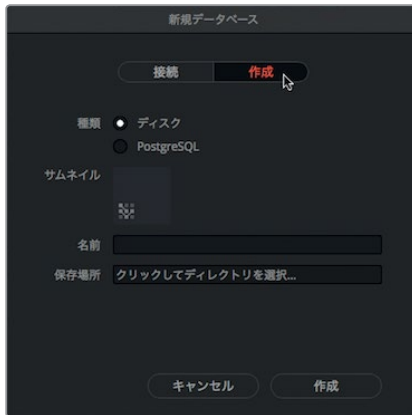 新規データベース
接続 作成
種類 ディスク
PostgreSQL
サムネイル
名前
保存場所 クリックしてディレクトリを選択...
キャンセル 作成